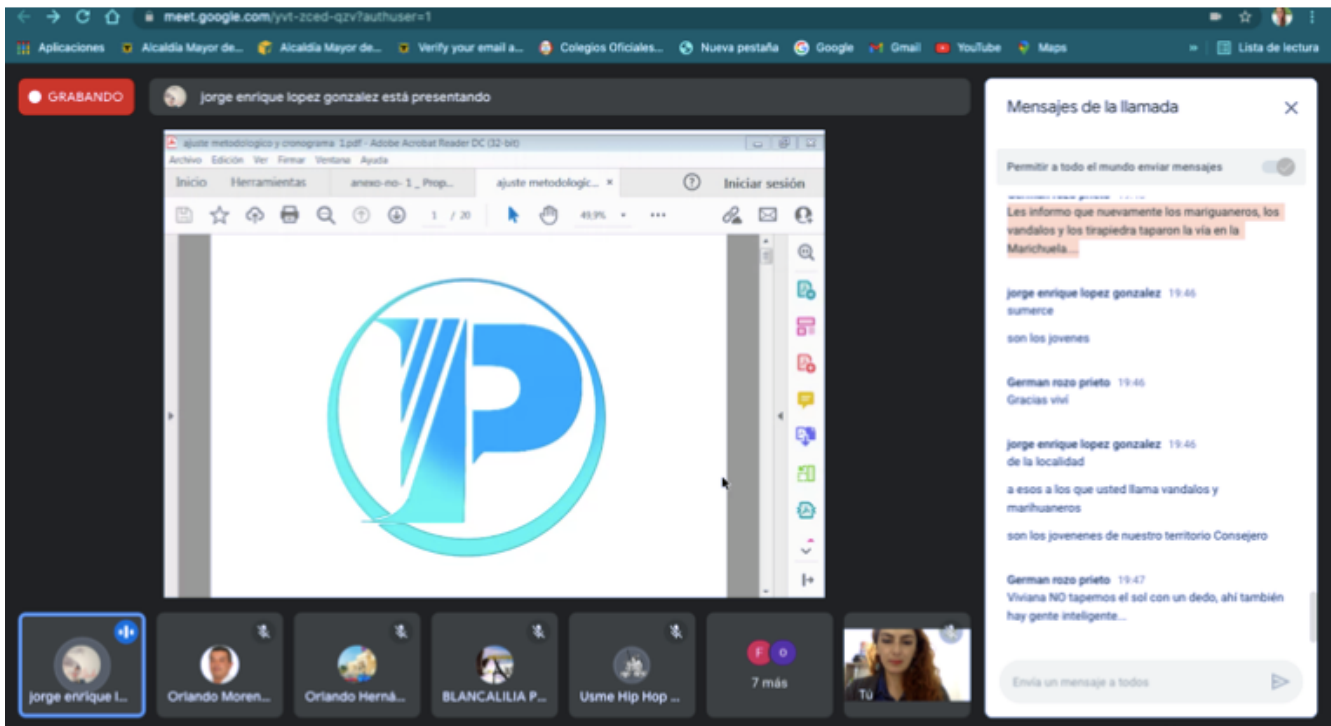 meet.google.com/yvt-zced-qzv?authuser=1
Aplicaciones Alcaldía Mayor de... Alcaldía Mayor de... Verify your email a... Colegios Oficiales... Nueva pestaña Google Gmail YouTube Maps » Lista de lectura
GRABANDO jorge enrique lopez gonzalez está presentando
ajuste metodologico y cronograma 1.pdf - Adobe Acrobat Reader DC (32-bit)
Archivo Edición Ver Firmar Ventana Ayuda
Inicio Herramientas anexo-no- 1 _ Prop... ajuste metodologic... × Iniciar sesión
1 / 20 49,9%
P
Mensajes de la llamada
Permitir a todo el mundo enviar mensajes
German rozo prieto
Les informo que nuevamente los mariguaneros, los
vandalos y los tirapiedra taparon la vía en la
Marichuela....
jorge enrique lopez gonzalez 19:46
sumerce
son los jovenes
German rozo prieto 19:46
Gracias viví
jorge enrique lopez gonzalez 19:46
de la localidad
a esos a los que usted llama vandalos y
marihuaneros
son los jovenenes de nuestro territorio Consejero
German rozo prieto 19:47
Viviana NO tapemos el sol con un dedo, ahí también
hay gente inteligente...
Envía un mensaje a todos
jorge enrique l...
Orlando Moren...
Orlando Herná...
BLANCALILIA P...
Usme Hip Hop ...
F O
7 más
Tú